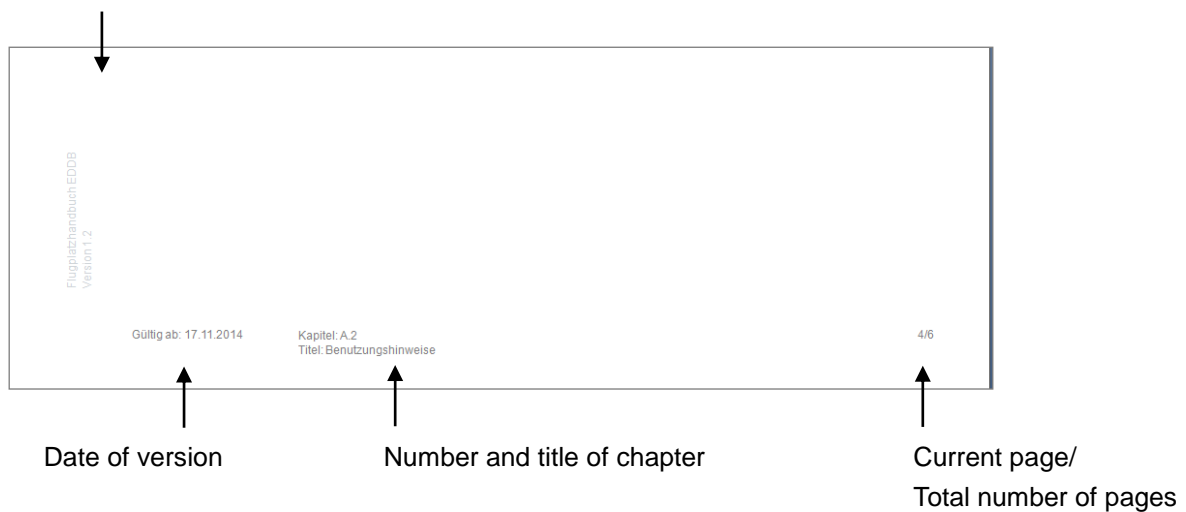 Flugplatzhandbuch EDDB
Version 1.2
Gültig ab: 17.11.2014
Kapitel: A.2
Titel: Benutzungshinweise
4/6
Date of version
Number and title of chapter
Current page/
Total number of pages